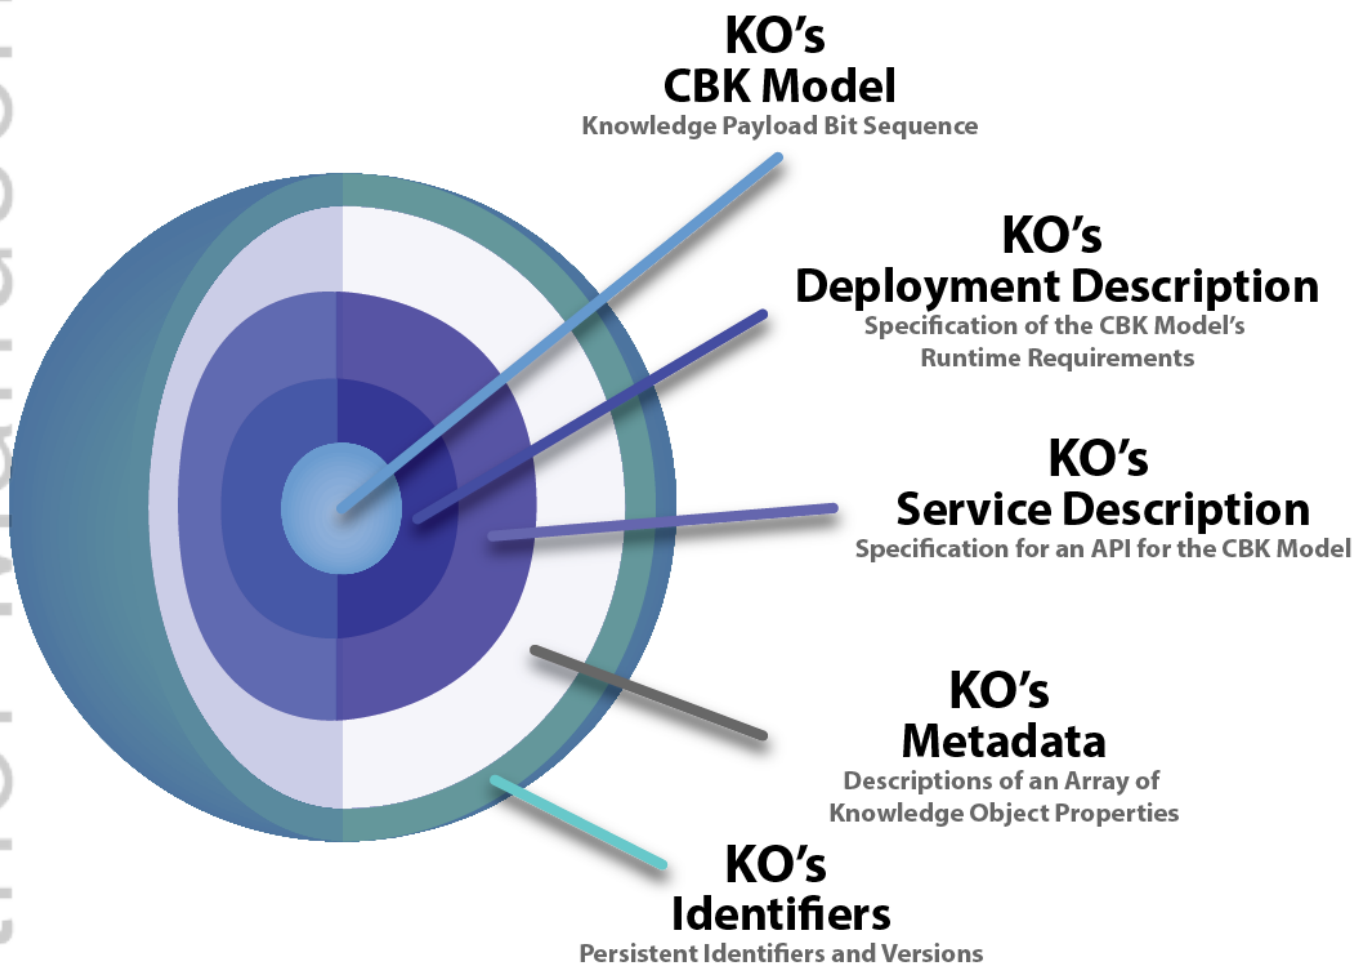 KO's
CBK Model
Knowledge Payload Bit Sequence
KO's
Deployment Description
Specification of the CBK Model's
Runtime Requirements
KO's
Service Description
Specification for an API for the CBK Model
KO's
Metadata
Descriptions of an Array of
Knowledge Object Properties
KO's
Identifiers
Persistent Identifiers and Versions